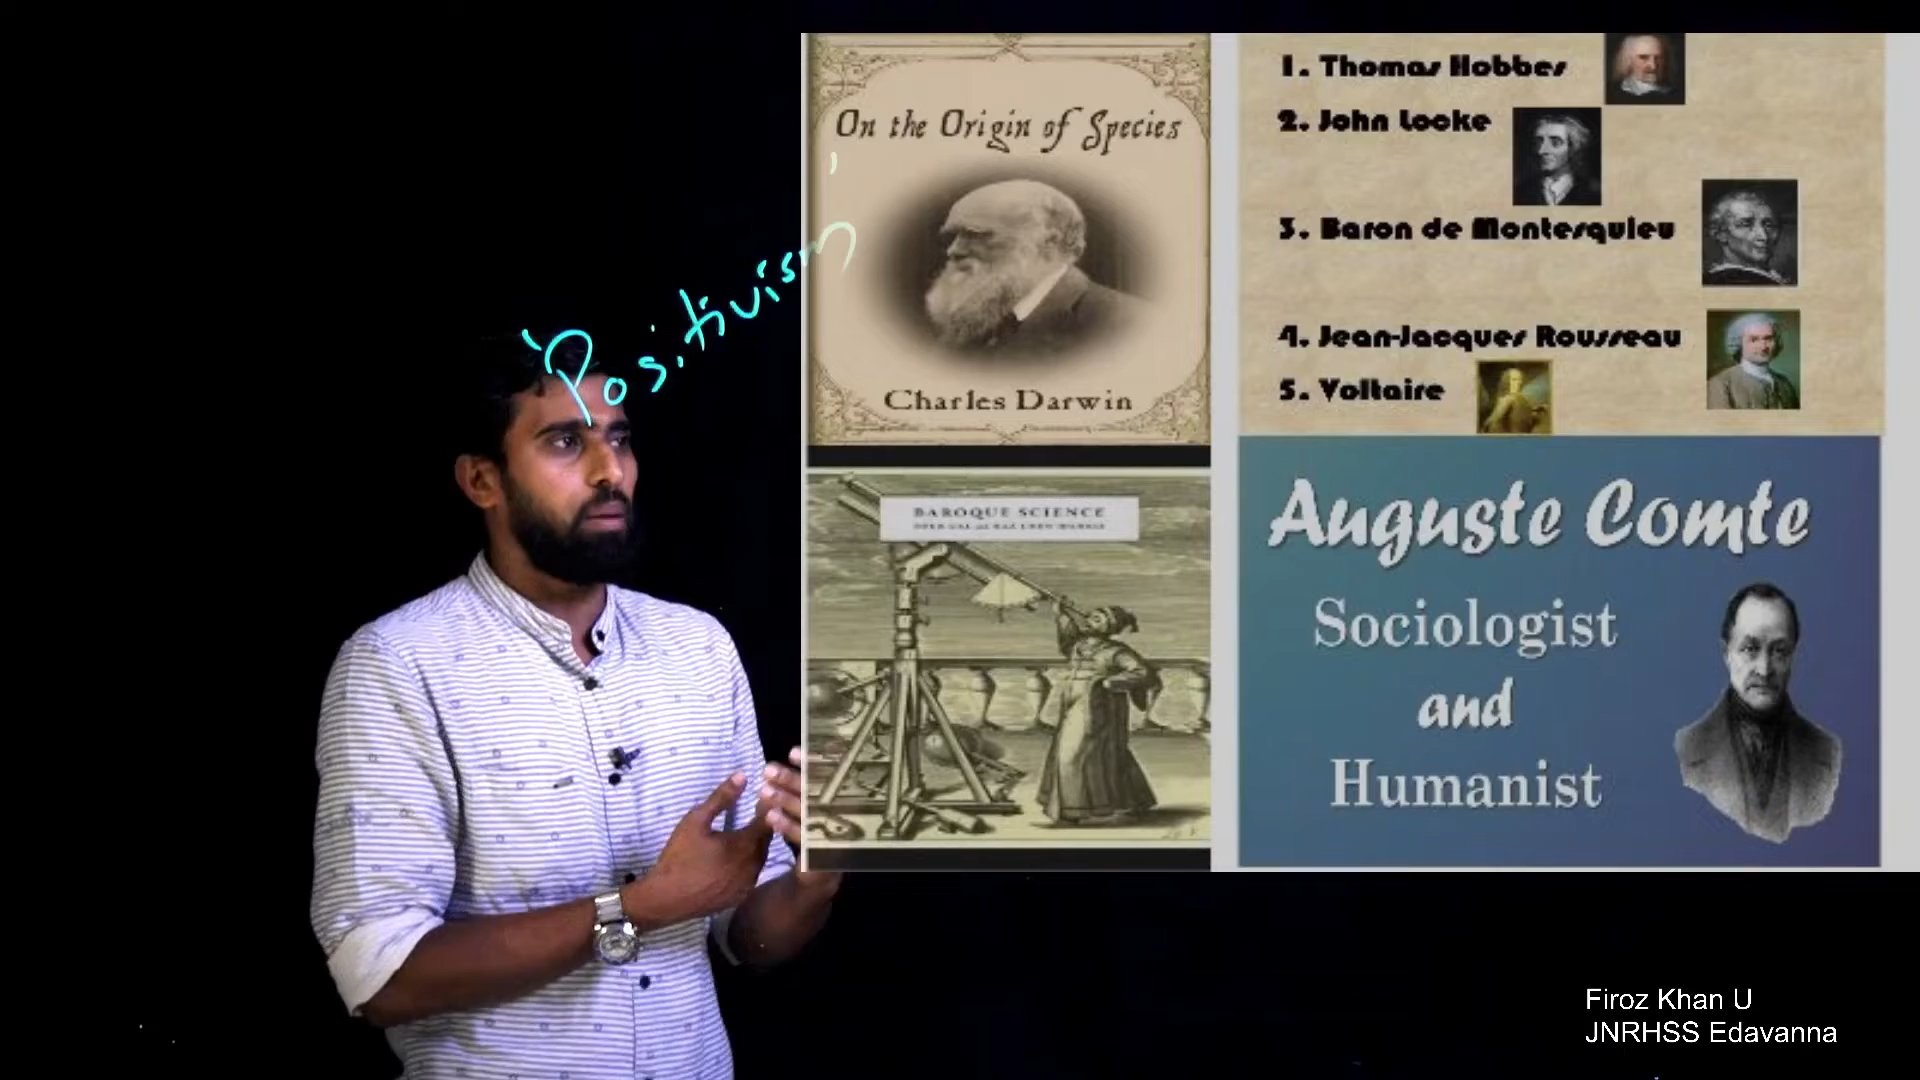 'Positivism'
On the Origin of Species
Charles Darwin
BAROQUE SCIENCE
1. Thomas Hobbes
2. John Locke
3. Baron de Montesquieu
4. Jean-Jacques Rousseau
5. Voltaire
Auguste Comte
Sociologist
and
Humanist
Firoz Khan U
JNRHSS Edavanna